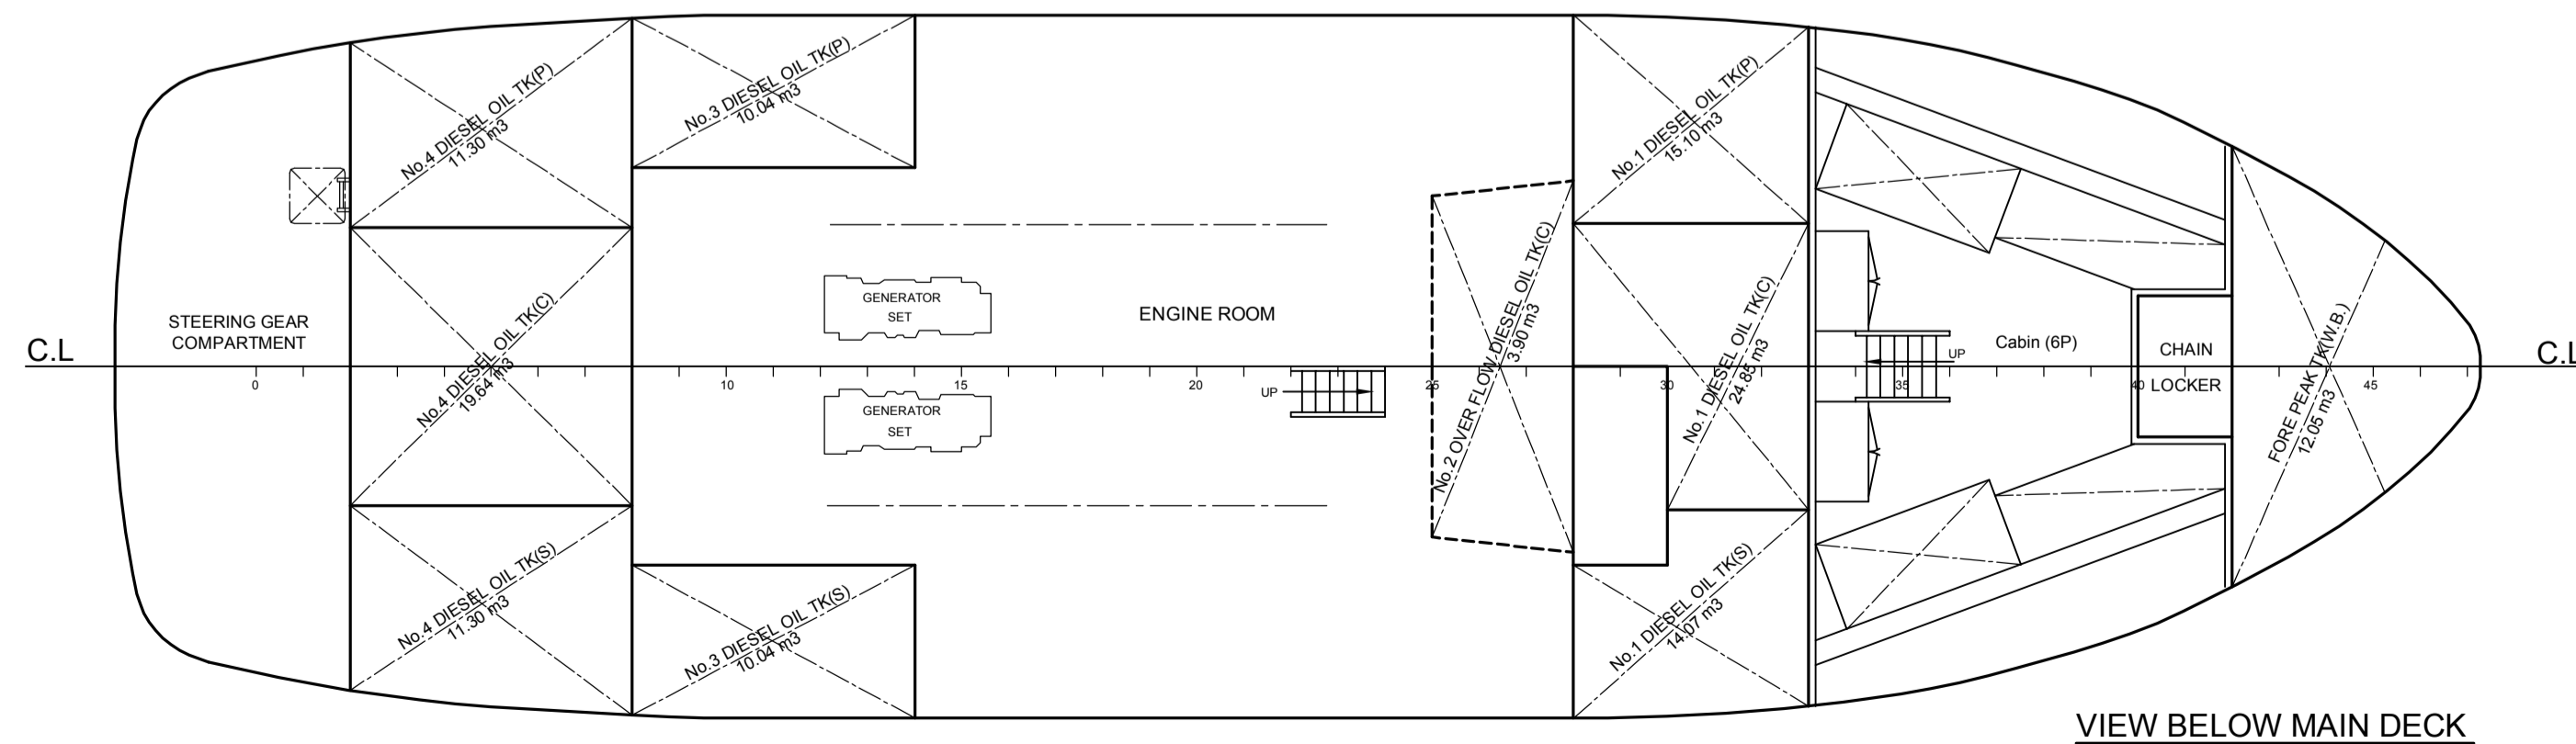 No.4 DIESEL OIL TK(P)
11.30 m3
No.3 DIESEL OIL TK(P)
10.04 m3
No.1 DIESEL OIL TK(P)
15.10 m3
STEERING GEAR
COMPARTMENT
No.4 DIESEL OIL TK(C)
19.64 m3
GENERATOR
SET
ENGINE ROOM
No.2 OVER FLOW DIESEL OIL TK(C)
3.90 m3
No.1 DIESEL OIL TK(C)
24.85 m3
Cabin (6P)
UP
CHAIN
LOCKER
FORE PEAK TK(W.B.)
12.05 m3
C.L
C.L
0
10
15
20
25
30
35
40
45
UP
GENERATOR
SET
No.4 DIESEL OIL TK(S)
11.30 m3
No.3 DIESEL OIL TK(S)
10.04 m3
No.1 DIESEL OIL TK(S)
14.07 m3
VIEW BELOW MAIN DECK